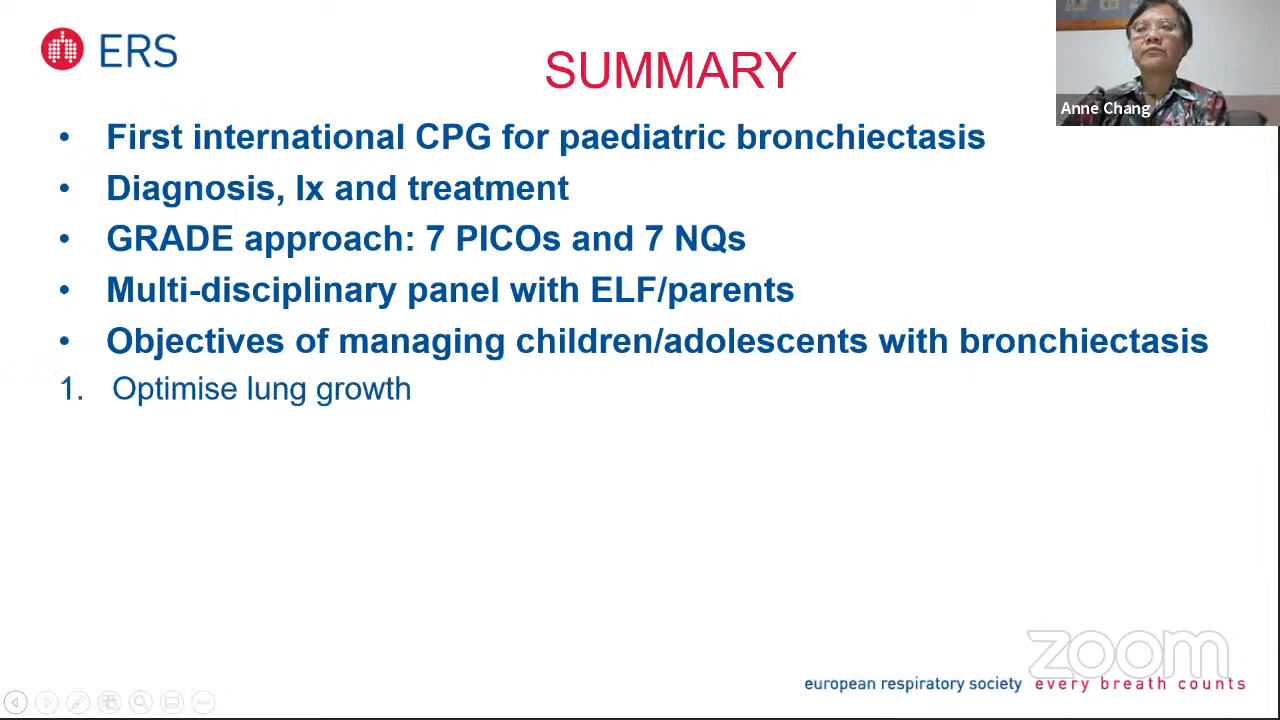 ERS
SUMMARY
Anne Chang
• First international CPG for paediatric bronchiectasis
• Diagnosis, Ix and treatment
• GRADE approach: 7 PICOs and 7 NQs
• Multi-disciplinary panel with ELF/parents
• Objectives of managing children/adolescents with bronchiectasis
1. Optimise lung growth
zoom
european respiratory society every breath counts